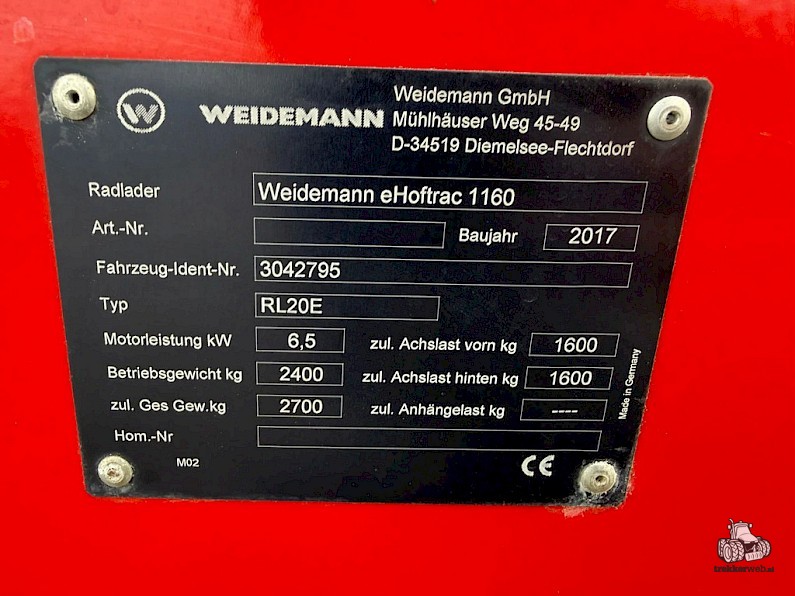 W WEIDEMANN
Weidemann GmbH
Mühlhäuser Weg 45-49
D-34519 Diemelsee-Flechtdorf
Radlader Weidemann eHoftrac 1160
Art.-Nr. Baujahr 2017
Fahrzeug-Ident-Nr. 3042795
Typ RL20E
Motorleistung kW 6,5 zul. Achslast vorn kg 1600
Betriebsgewicht kg 2400 zul. Achslast hinten kg 1600
zul. Ges Gew.kg 2700 zul. Anhängelast kg ----
Hom.-Nr
M02 CE
Made in Germany
trekkerweb.nl